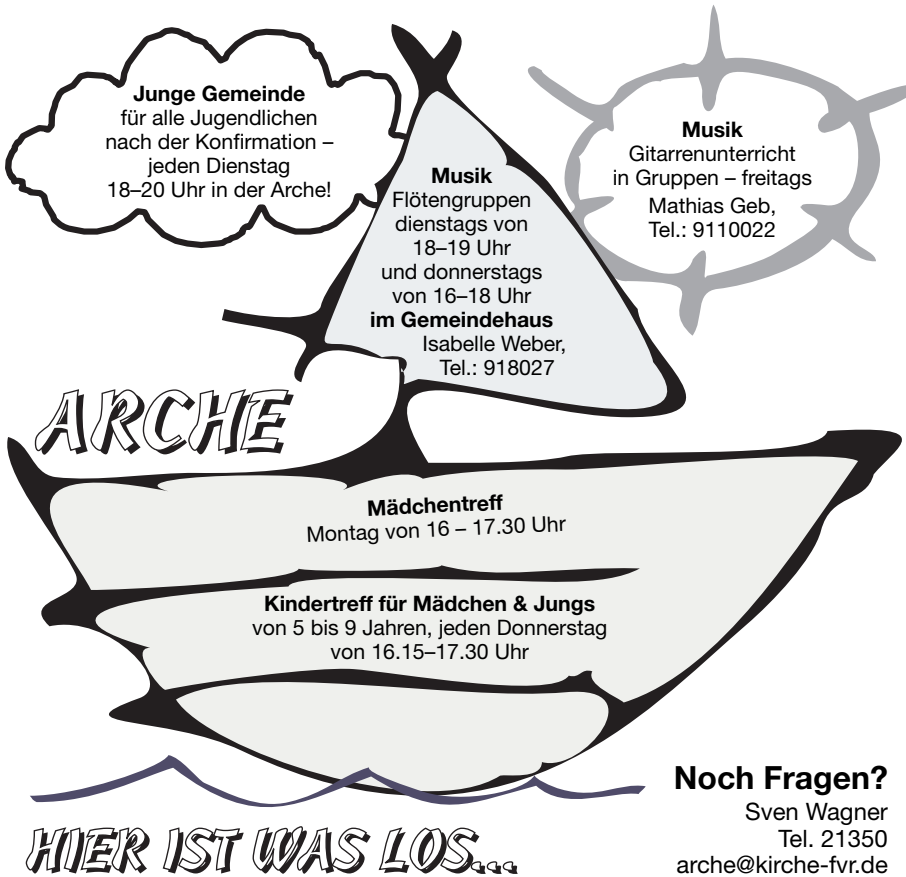 Junge Gemeinde
für alle Jugendlichen
nach der Konfirmation –
jeden Dienstag
18–20 Uhr in der Arche!
Musik
Flötengruppen
dienstags von
18–19 Uhr
und donnerstags
von 16–18 Uhr
im Gemeindehaus
Isabelle Weber,
Tel.: 918027
Musik
Gitarrenunterricht
in Gruppen – freitags
Mathias Geb,
Tel.: 9110022
ARCHE
Mädchentreff
Montag von 16 – 17.30 Uhr
Kindertreff für Mädchen & Jungs
von 5 bis 9 Jahren, jeden Donnerstag
von 16.15–17.30 Uhr
HIER IST WAS LOS...
Noch Fragen?
Sven Wagner
Tel. 21350
arche@kirche-fvr.de